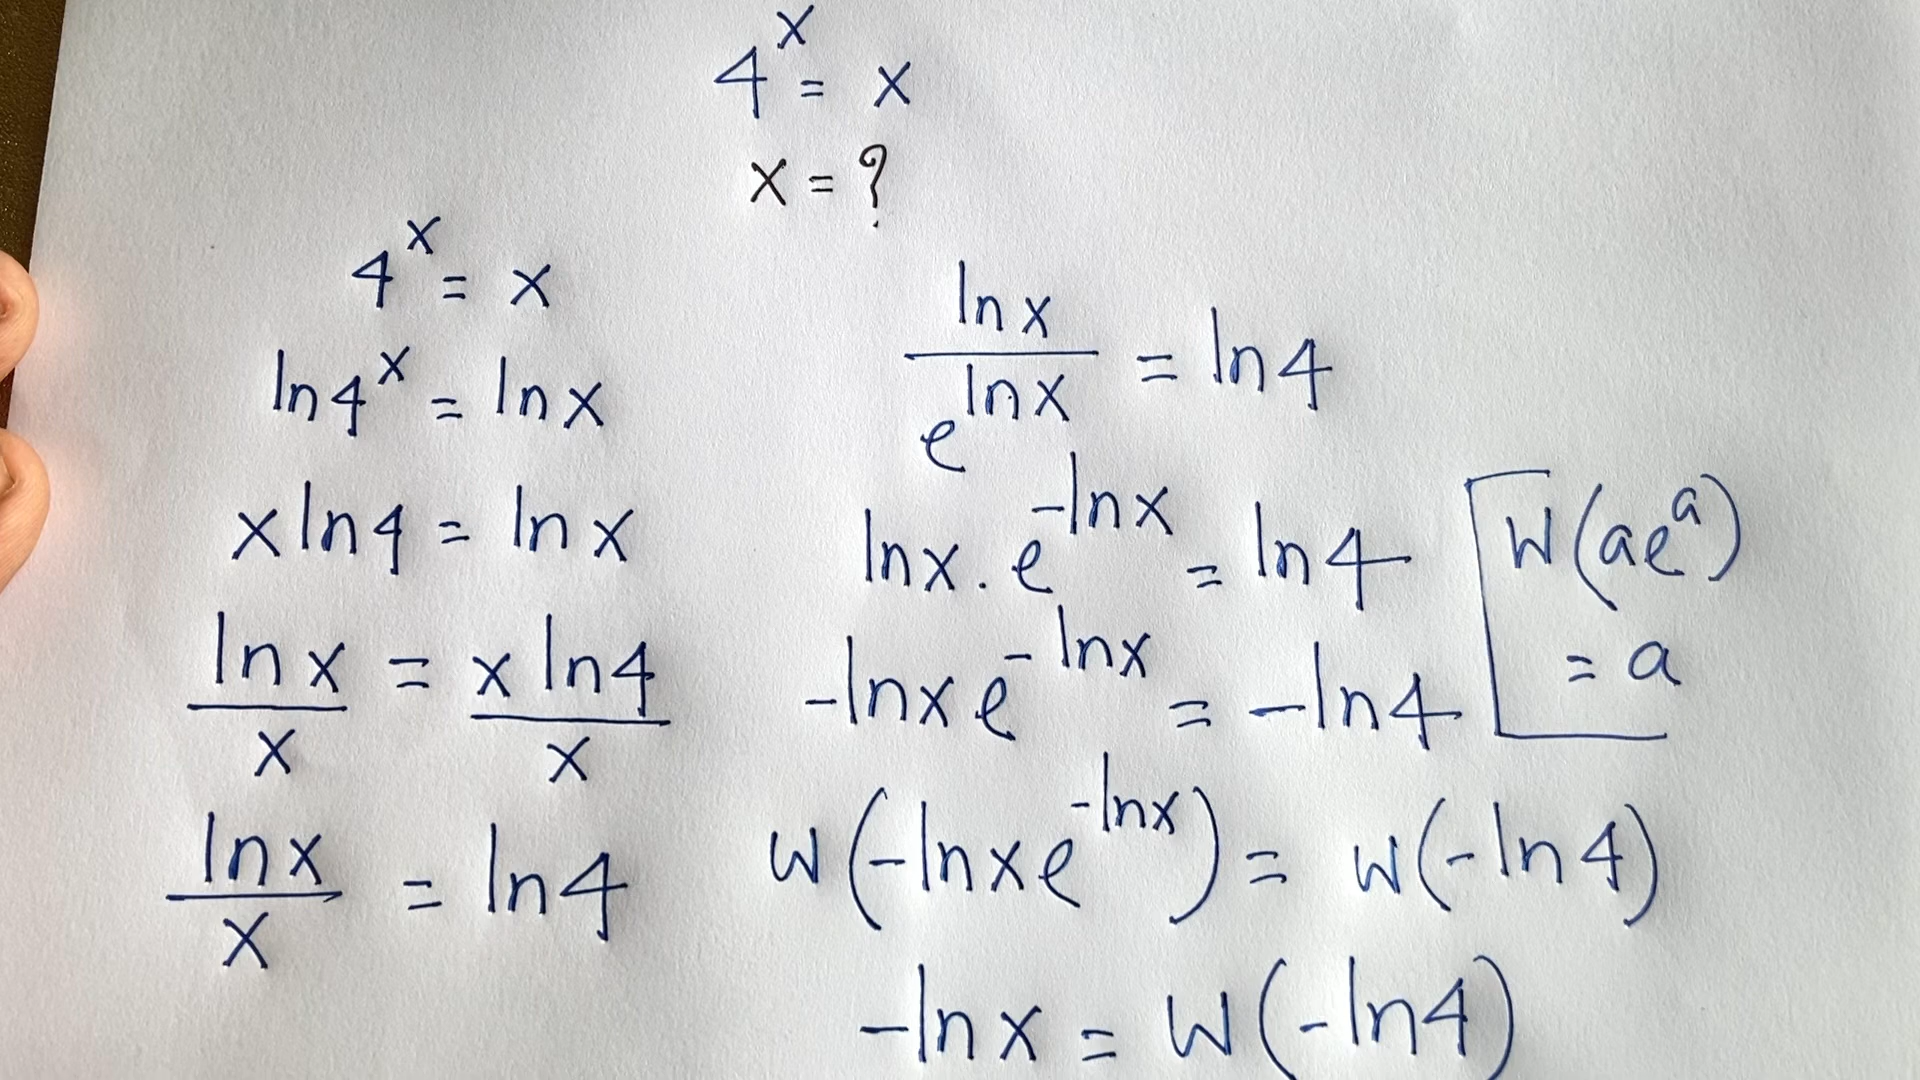 4^x = x
x = ?
4^x = x
ln4^x = lnx
xln4 = lnx
lnx/x = xln4/x
lnx/x = ln4
lnx/e^lnx = ln4
lnx.e^-lnx = ln4
-lnxe^-lnx = -ln4
W(ae^a)
= a
W(-lnxe^-lnx) = W(-ln4)
-lnx = W(-ln4)